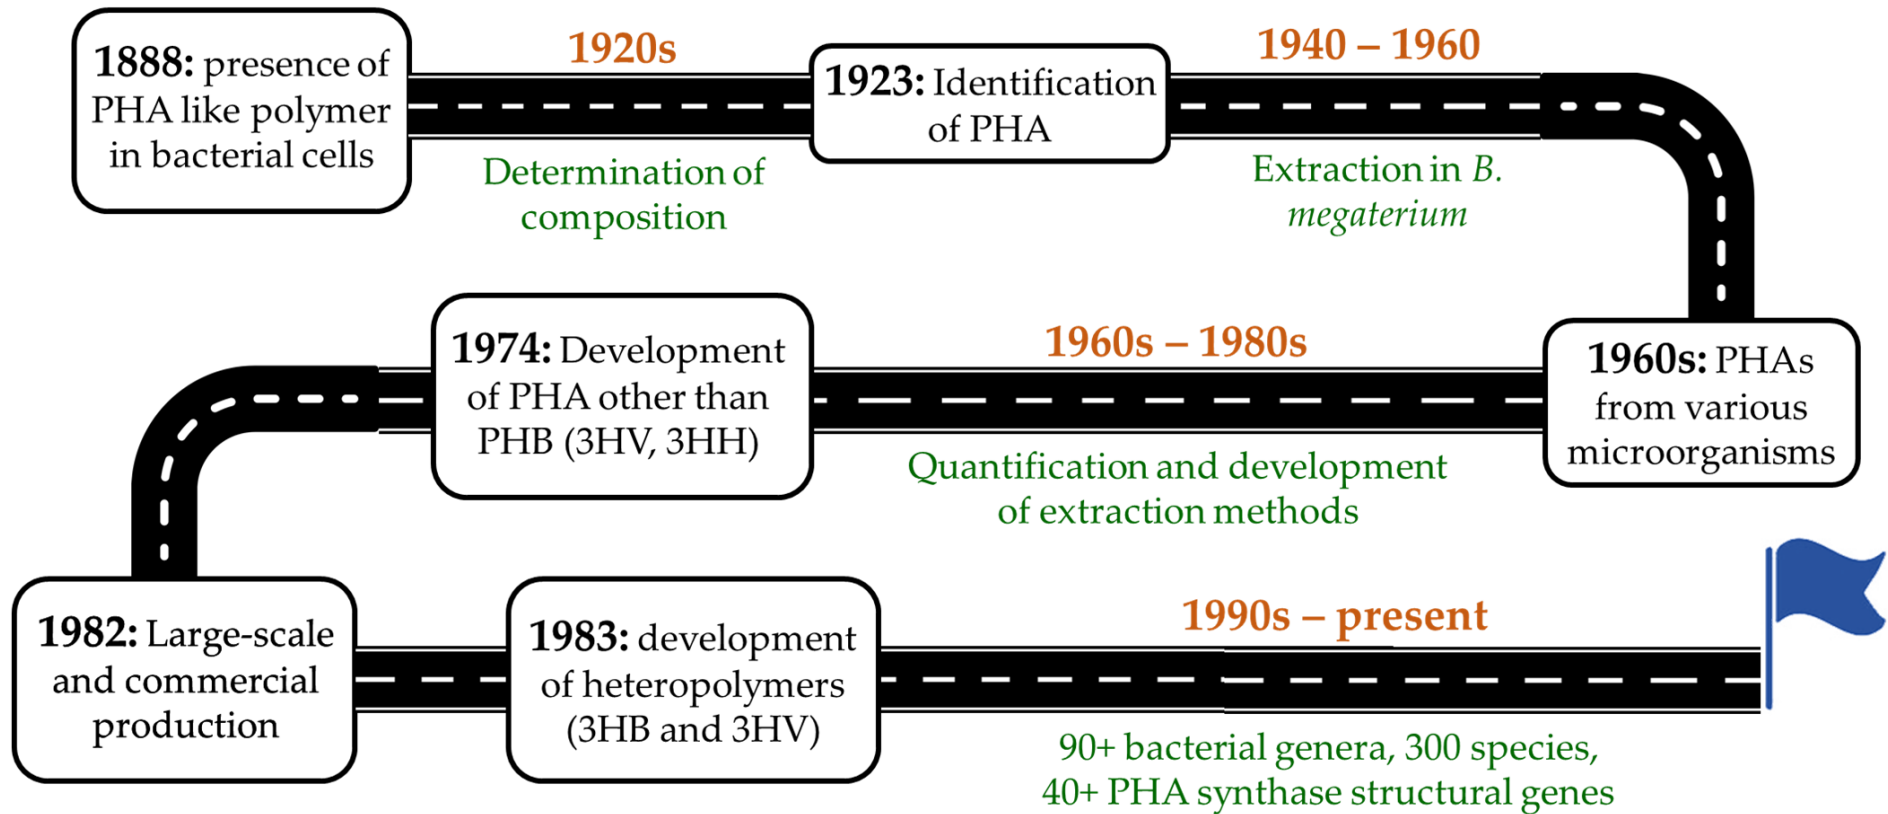 1888: presence of
PHA like polymer
in bacterial cells
1920s
Determination of
composition
1923: Identification
of PHA
1940 – 1960
Extraction in B.
megaterium
1960s: PHAs
from various
microorganisms
1960s – 1980s
Quantification and development
of extraction methods
1974: Development
of PHA other than
PHB (3HV, 3HH)
1982: Large-scale
and commercial
production
1983: development
of heteropolymers
(3HB and 3HV)
1990s – present
90+ bacterial genera, 300 species,
40+ PHA synthase structural genes